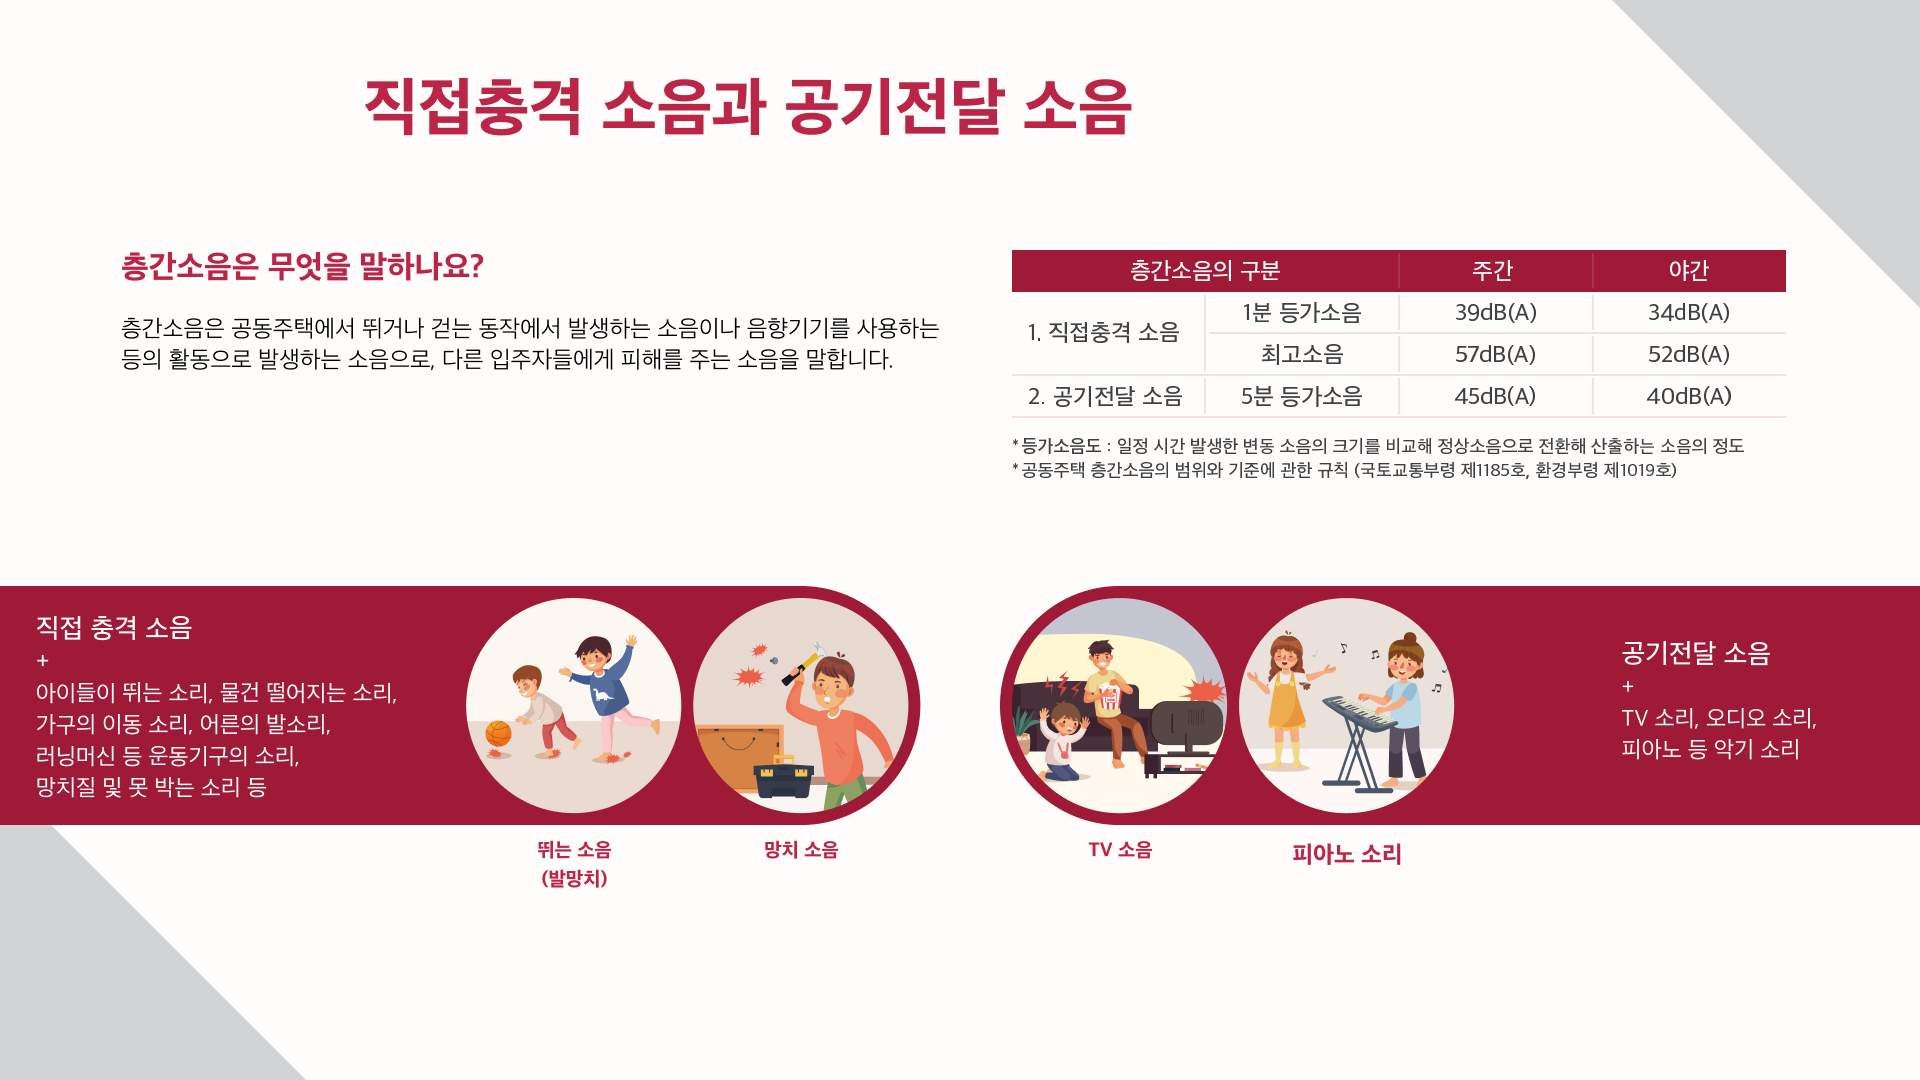 직접충격 소음과 공기전달 소음
층간소음은 무엇을 말하나요?
층간소음은 공동주택에서 뛰거나 걷는 동작에서 발생하는 소음이나 음향기기를 사용하는
등의 활동으로 발생하는 소음으로, 다른 입주자들에게 피해를 주는 소음을 말합니다.
층간소음의 구분 주간 야간
1. 직접충격 소음 1분 등가소음 39dB(A) 34dB(A)
최고소음 57dB(A) 52dB(A)
2. 공기전달 소음 5분 등가소음 45dB(A) 40dB(A)
* 등가소음도 : 일정 시간 발생한 변동 소음의 크기를 비교해 정상소음으로 전환해 산출하는 소음의 정도
* 공동주택 층간소음의 범위와 기준에 관한 규칙 (국토교통부령 제1185호, 환경부령 제1019호)
직접 충격 소음
+
아이들이 뛰는 소리, 물건 떨어지는 소리,
가구의 이동 소리, 어른의 발소리,
러닝머신 등 운동기구의 소리,
망치질 및 못 박는 소리 등
뛰는 소음
(발망치)
망치 소음
TV 소음
피아노 소리
공기전달 소음
+
TV 소리, 오디오 소리,
피아노 등 악기 소리